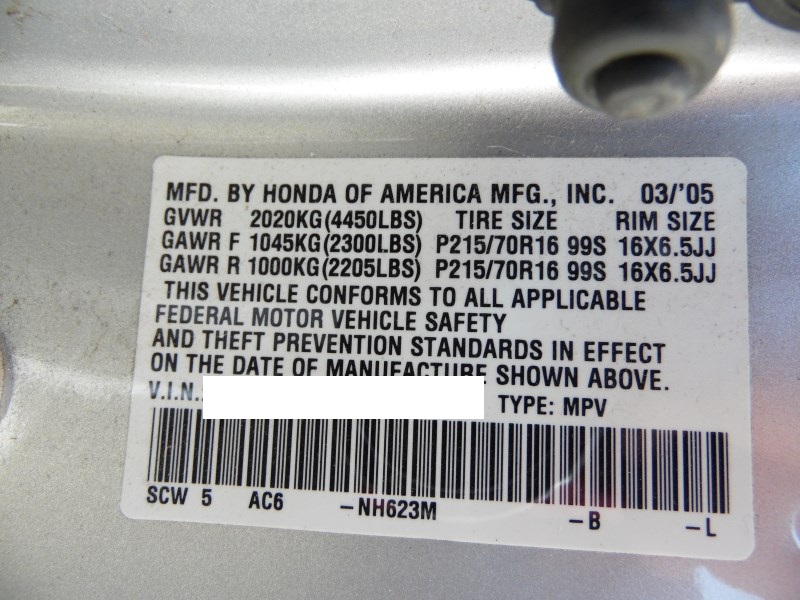 MFD. BY HONDA OF AMERICA MFG., INC. 03/'05
GVWR 2020KG(4450LBS) TIRE SIZE RIM SIZE
GAWR F 1045KG(2300LBS) P215/70R16 99S 16X6.5JJ
GAWR R 1000KG(2205LBS) P215/70R16 99S 16X6.5JJ
THIS VEHICLE CONFORMS TO ALL APPLICABLE
FEDERAL MOTOR VEHICLE SAFETY
AND THEFT PREVENTION STANDARDS IN EFFECT
ON THE DATE OF MANUFACTURE SHOWN ABOVE.
V.I.N.: TYPE: MPV
SCW 5 AC6 -NH623M -B -L